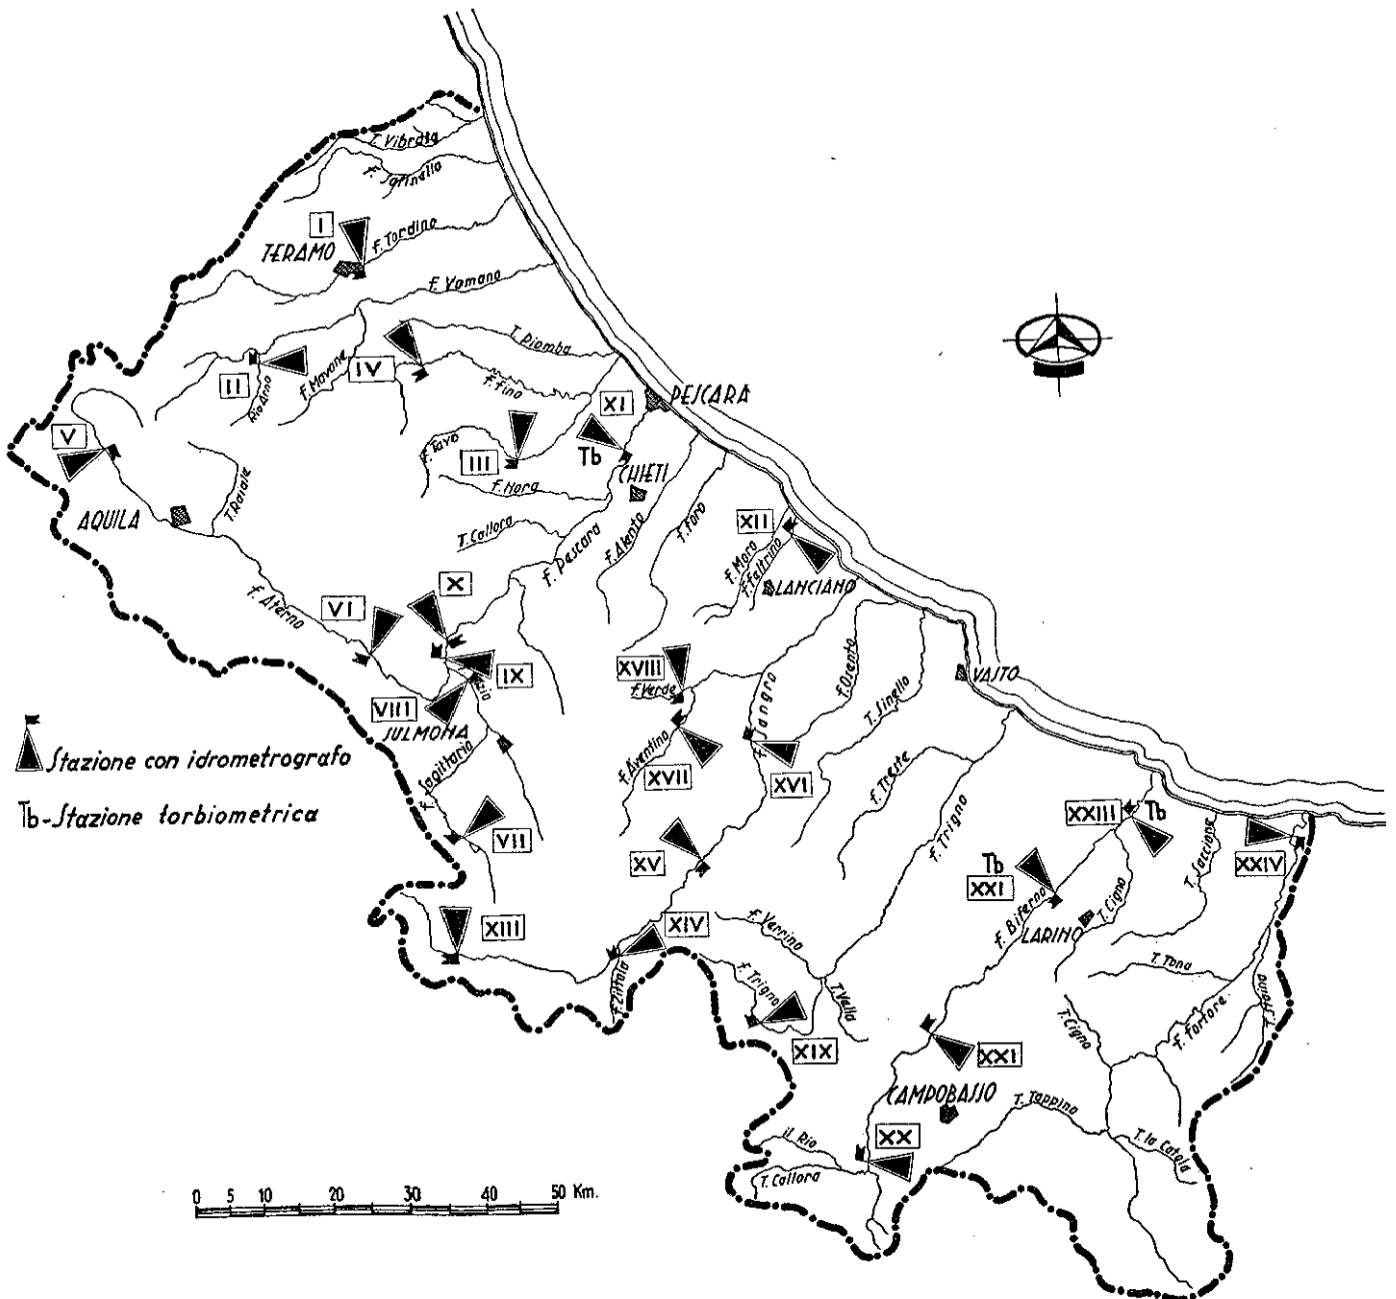 T. Vibrata
f. Salinello
I
TERAMO
f. Tordino
f. Vomano
T. Piomba
II
Rio Arno
f. Mavone
IV
f. Fino
XI
PESCARA
V
f. Tavo
III
Tb
CHIETI
f. Nora
AQUILA
T. Raiale
T. Callora
f. Pescara
f. Alento
f. Foro
XII
f. Moro
f. Feltrino
LANCIANO
f. Aterno
VI
X
IX
XVIII
f. Verde
VIII
SULMONA
f. Sangro
f. Osento
T. Sinello
VASTO
f. Sagittario
f. Aventino
XVII
XVI
f. Treste
Stazione con idrometrografo
Tb-Stazione torbiometrica
VII
XV
f. Trigno
XXIII
Tb
T. Saccione
XXIV
Tb
XXI
f. Biferno
T. Cigno
LARINO
XIII
XIV
f. Verrino
f. Zittola
f. Trigno
T. Vella
XIX
T. Tona
T. Cigno
f. Fortore
XXI
CAMPOBASSO
T. Tappino
il Rio
XX
T. Callora
T. la Catola
0 5 10 20 30 40 50 Km.